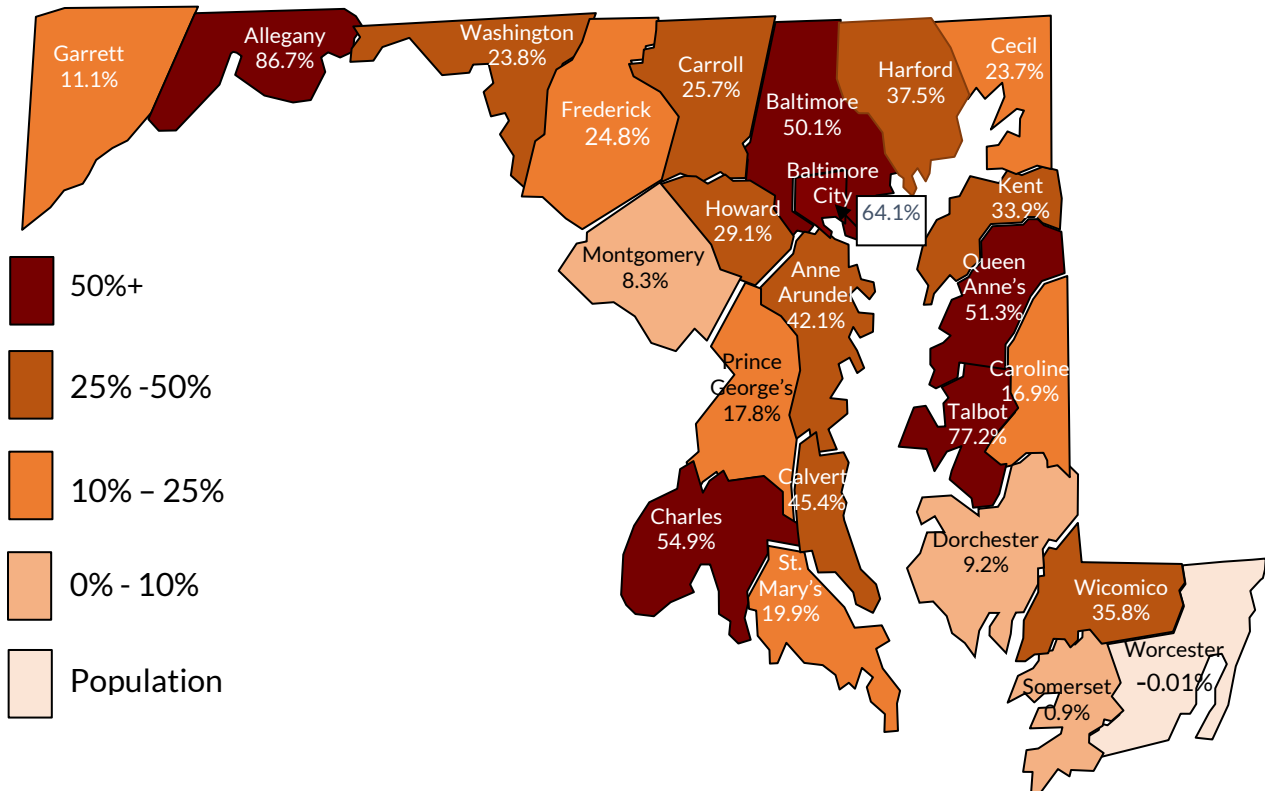 Garrett
11.1%
Allegany
86.7%
Washington
23.8%
Frederick
24.8%
Carroll
25.7%
Baltimore
50.1%
Baltimore
City
64.1%
Harford
37.5%
Cecil
23.7%
Kent
33.9%
Howard
29.1%
Montgomery
8.3%
Anne
Arundel
42.1%
Queen
Anne’s
51.3%
Prince
George’s
17.8%
Caroline
16.9%
Talbot
77.2%
Calvert
45.4%
Charles
54.9%
St.
Mary’s
19.9%
Dorchester
9.2%
Wicomico
35.8%
Worcester
-0.01%
Somerset
0.9%
50%+
25% -50%
10% – 25%
0% - 10%
Population